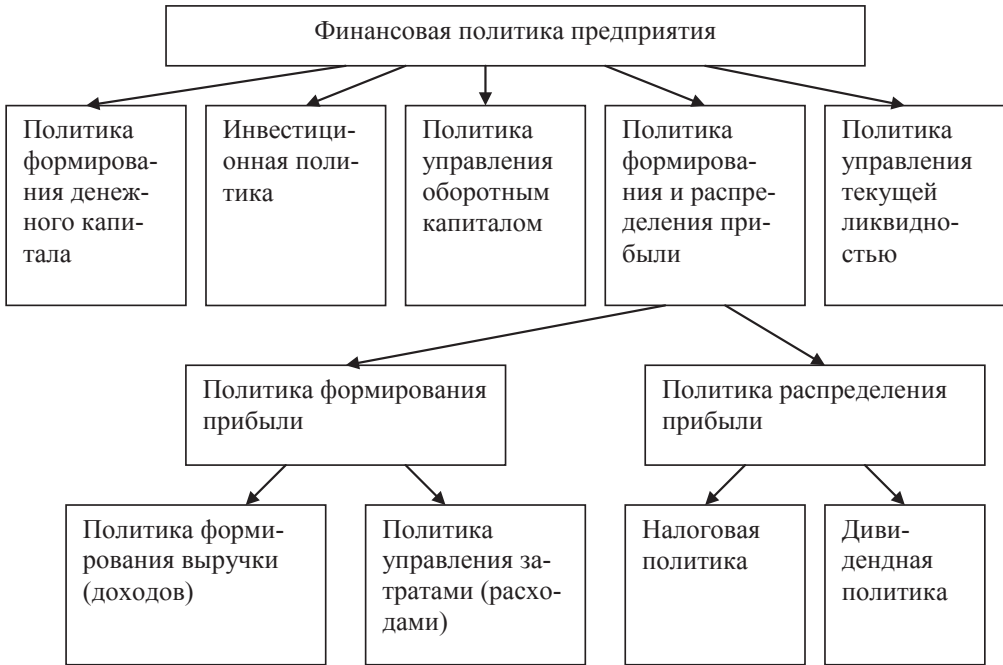 Финансовая политика предприятия
Политика
формирова-
ния денеж-
ного капи-
тала
Инвестици-
онная поли-
тика
Политика
управления
оборотным
капиталом
Политика
формирова-
ния и распре-
деления при-
были
Политика
управления
текущей
ликвидно-
стью
Политика формирования
прибыли
Политика распределения
прибыли
Политика форми-
рования выручки
(доходов)
Политика
управления за-
тратами (расхо-
дами)
Налоговая
политика
Диви-
дендная
политика